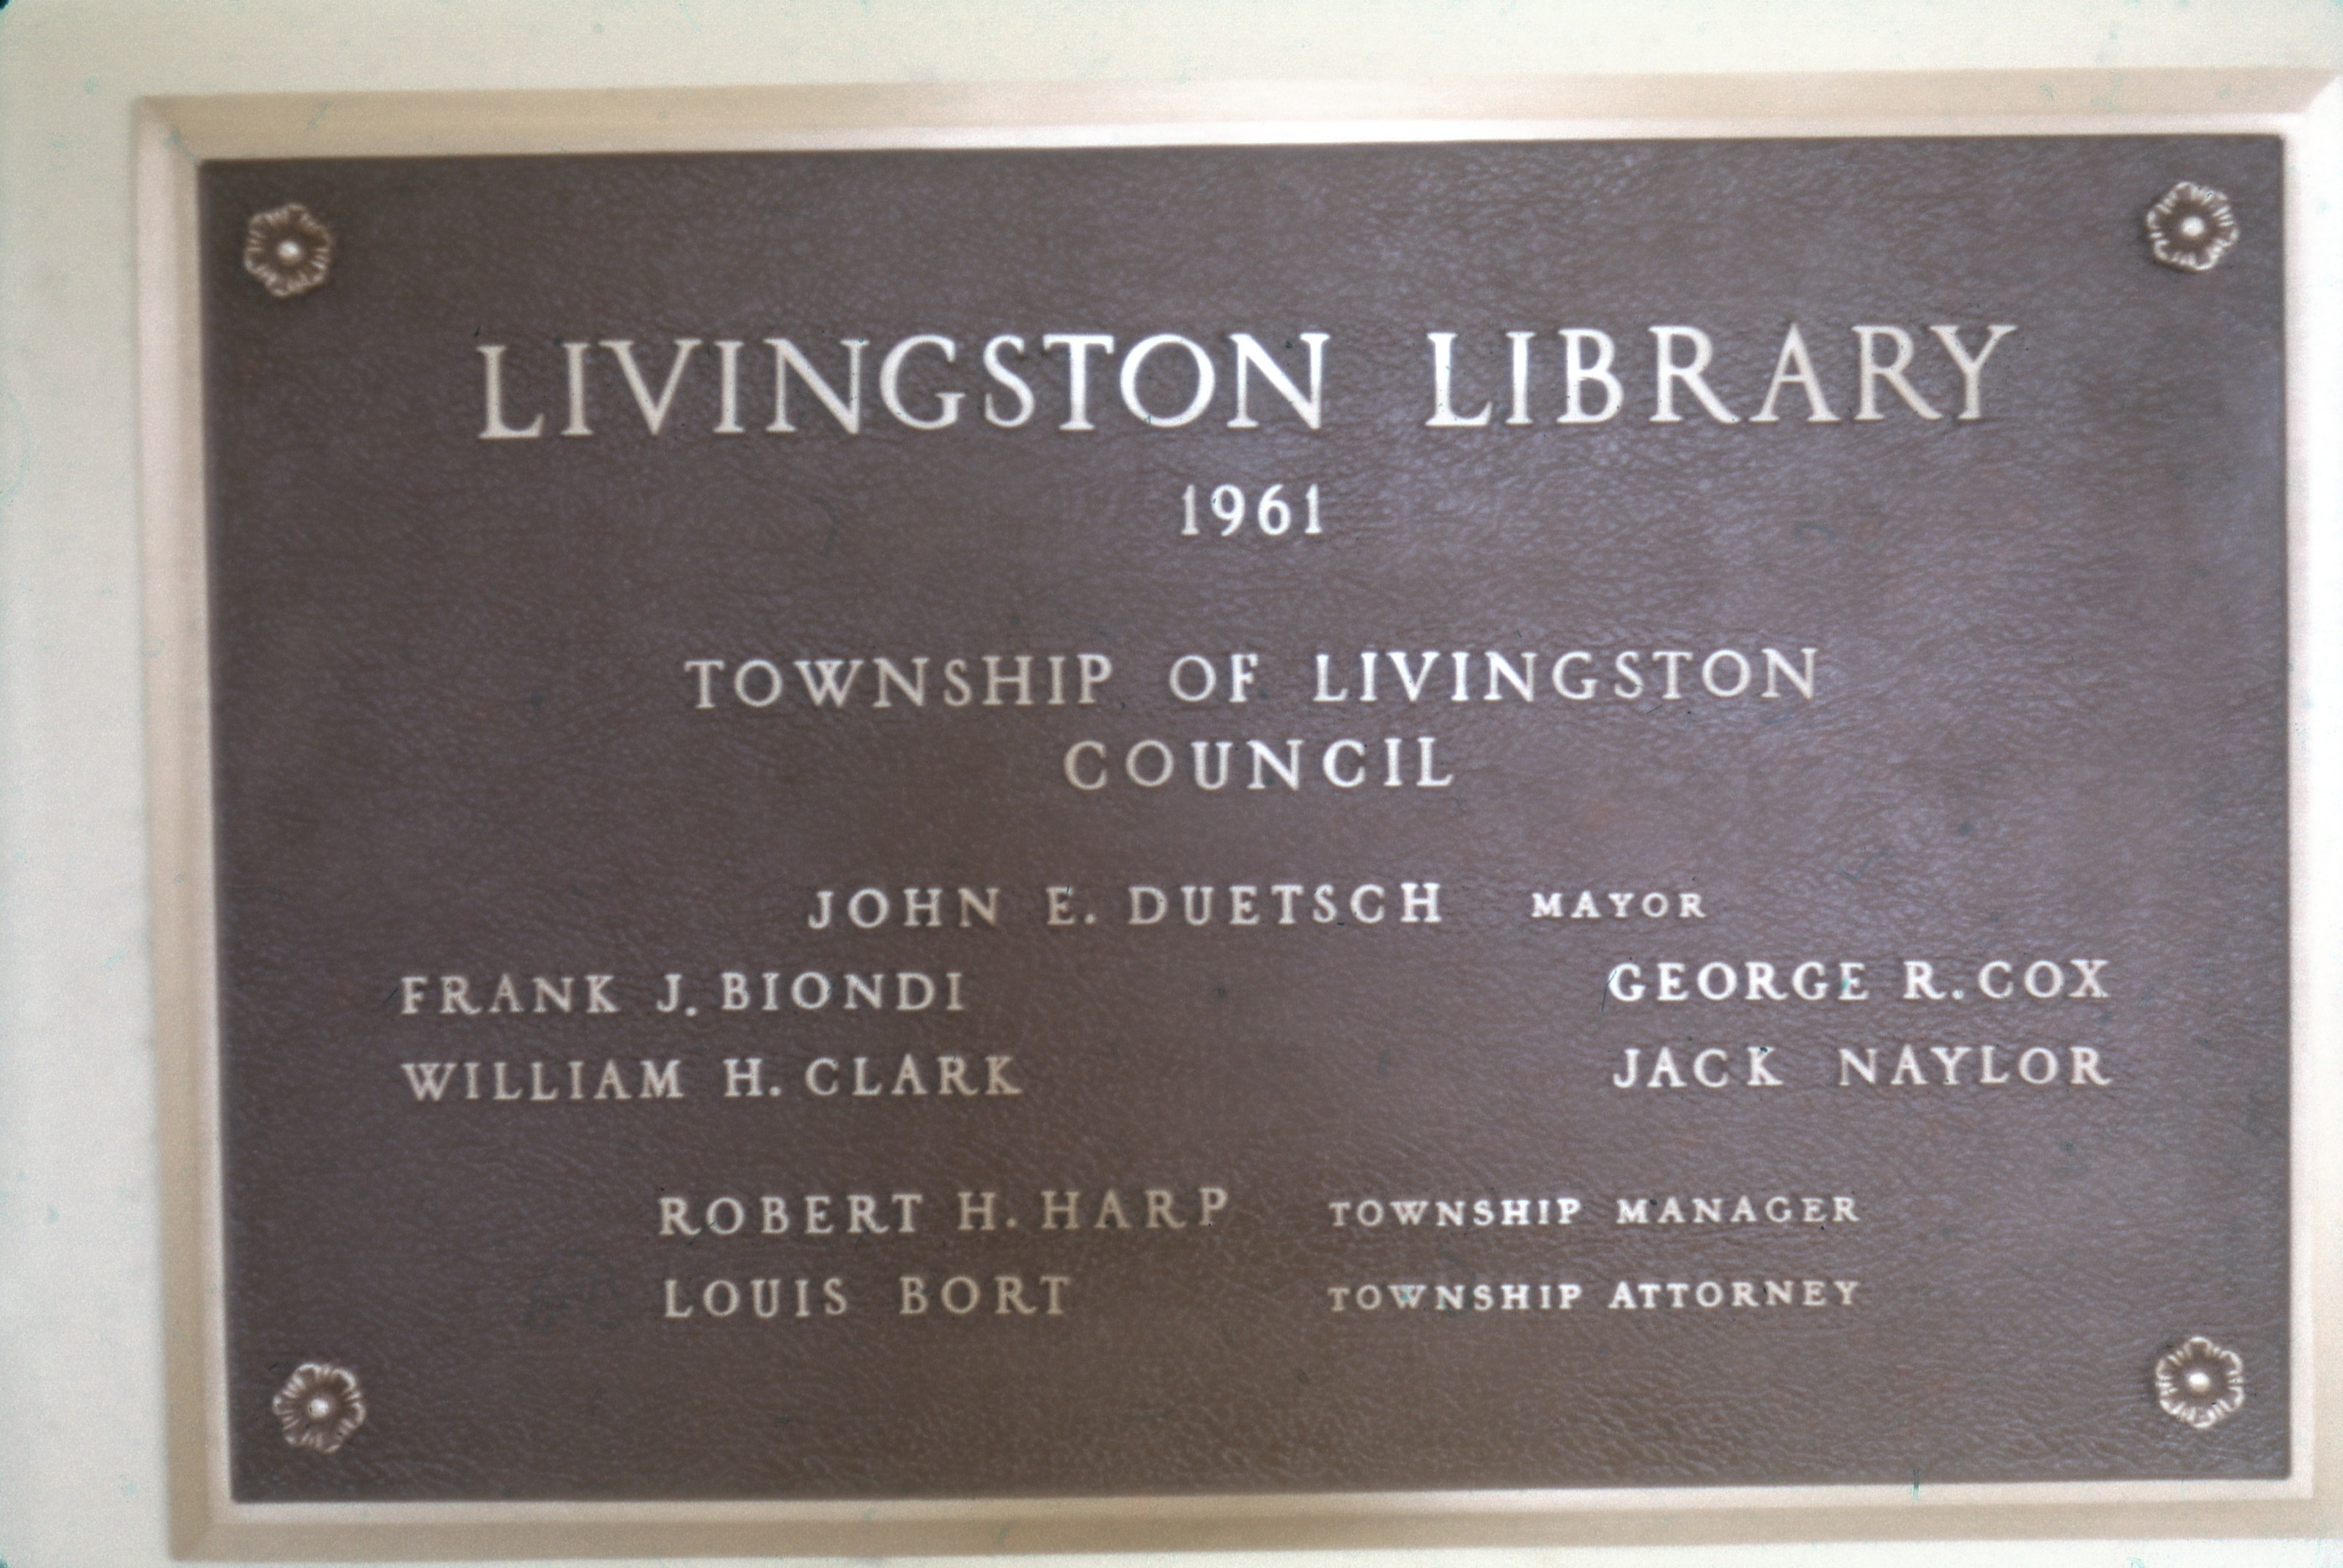 LIVINGSTON LIBRARY
1961
TOWNSHIP OF LIVINGSTON
COUNCIL
JOHN E. DUETSCH MAYOR
FRANK J. BIONDI GEORGE R. COX
WILLIAM H. CLARK JACK NAYLOR
ROBERT H. HARP TOWNSHIP MANAGER
LOUIS BORT TOWNSHIP ATTORNEY